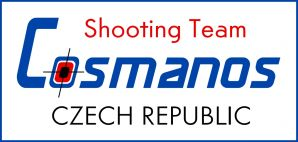 Shooting Team
Cosmanos
CZECH REPUBLIC